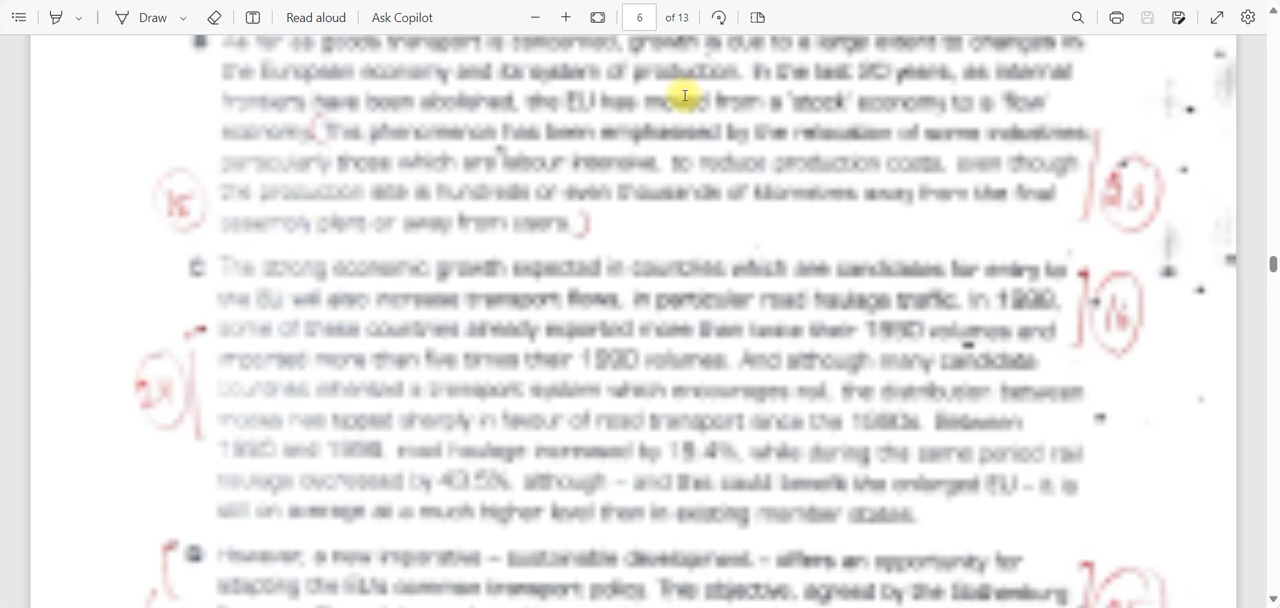 Draw
Read aloud
Ask Copilot
6 of 13
B As far as goods transport is concerned, growth is due to a large extent to changes in
the European economy and its system of production. In the last 20 years, as internal
frontiers have been abolished, the EU has moved from a 'stock' economy to a 'flow'
economy. This phenomenon has been emphasised by the relocation of some industries,
particularly those which are labour intensive, to reduce production costs, even though
the production site is hundreds or even thousands of kilometres away from the final
assembly plant or away from users.
15
C The strong economic growth expected in countries which are candidates for entry to
the EU will also increase transport flows, in particular road haulage traffic. In 1998,
some of these countries already exported more than twice their 1990 volumes and
imported more than five times their 1990 volumes. And although many candidate
countries inherited a transport system which encourages rail, the distribution between
modes has tipped sharply in favour of road transport since the 1990s. Between
1990 and 1998, road haulage increased by 19.4%, while during the same period rail
haulage decreased by 43.5%, although – and this could benefit the enlarged EU – it is
still on average at a much higher level than in existing member states.
16
D However, a new imperative – sustainable development – offers an opportunity for
adapting the EU's common transport policy. This objective, agreed by the Gothenburg